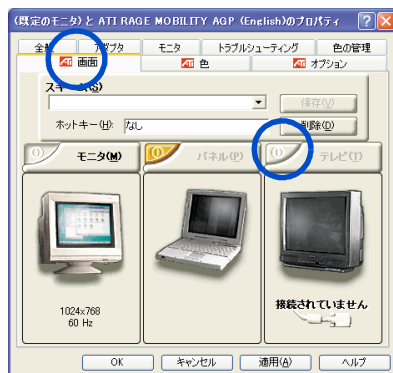 (既定のモニタ) と ATI RAGE MOBILITY AGP (English)のプロパティ
全般 アダプタ モニタ トラブルシューティング 色の管理
ATI 画面 ATI 色 ATI オプション
スキーム(S)
保存(V)
ホットキー(H): なし 削除(D)
モニタ(M) パネル(P) テレビ(T)
1024x768
60 Hz
接続されていません
OK キャンセル 適用(A) ヘルプ